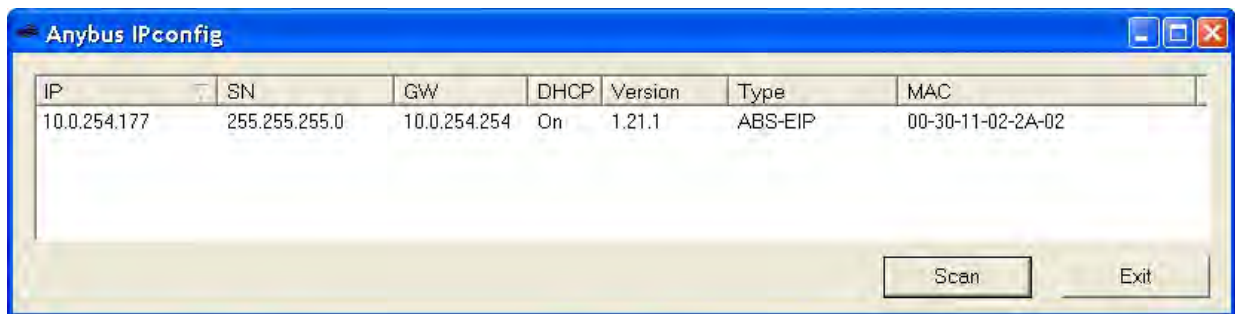 Anybus IPconfig
IP SN GW DHCP Version Type MAC
10.0.254.177 255.255.255.0 10.0.254.254 On 1.21.1 ABS-EIP 00-30-11-02-2A-02
Scan Exit